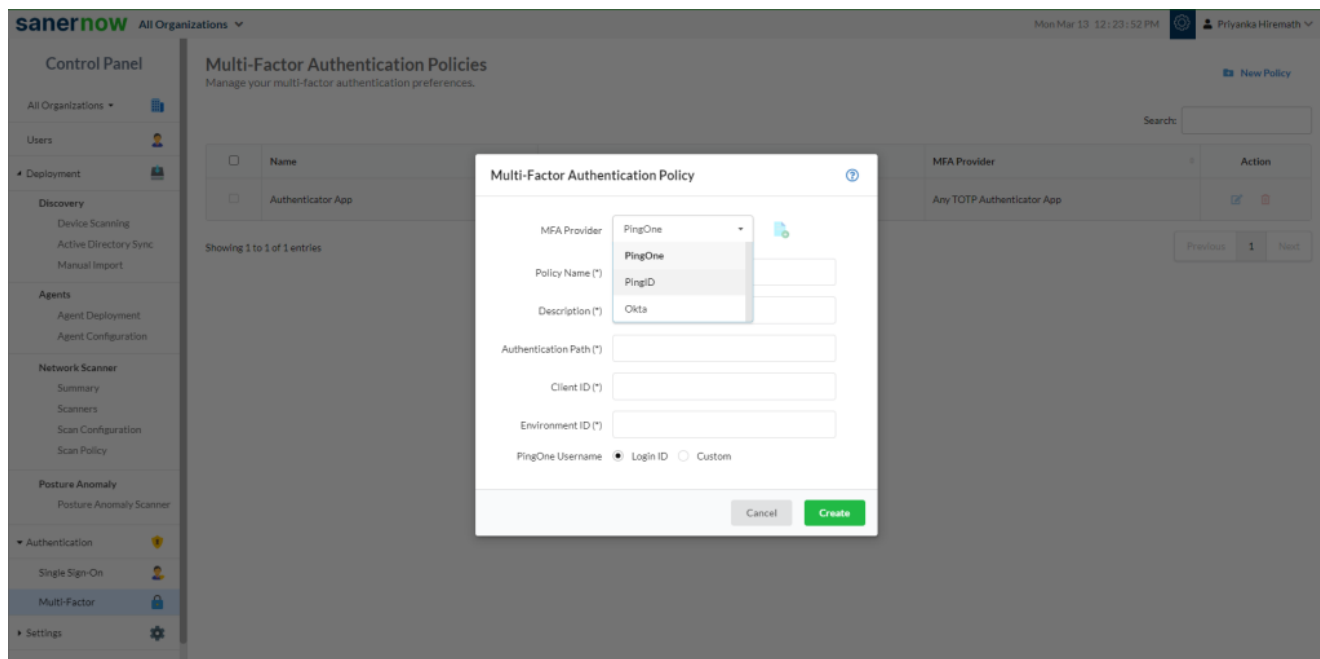 sanernow All Organizations
Mon Mar 13 12:23:52 PM
Priyanka Hiremath
Control Panel
All Organizations
Users
Deployment
Discovery
Device Scanning
Active Directory Sync
Manual Import
Agents
Agent Deployment
Agent Configuration
Network Scanner
Summary
Scanners
Scan Configuration
Scan Policy
Posture Anomaly
Posture Anomaly Scanner
Authentication
Single Sign-On
Multi-Factor
Settings
Multi-Factor Authentication Policies
Manage your multi-factor authentication preferences.
New Policy
Search:
Name
MFA Provider
Action
Authenticator App
Any TOTP Authenticator App
Showing 1 to 1 of 1 entries
Previous 1 Next
Multi-Factor Authentication Policy
MFA Provider PingOne
PingOne
PingID
Okta
Policy Name (*)
Description (*)
Authentication Path (*)
Client ID (*)
Environment ID (*)
PingOne Username Login ID Custom
Cancel Create